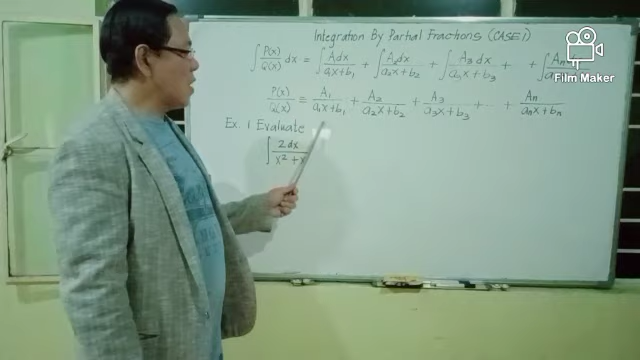 Integration By Partial Fractions (CASE 1)
∫ P(x)/Q(x) dx = ∫ A₁dx/a₁x+b₁ + ∫ A₂dx/a₂x+b₂ + ∫ A₃dx/a₃x+b₃ + ... + ∫
P(x)/Q(x) ≡ A₁/a₁x+b₁ + A₂/a₂x+b₂ + A₃/a₃x+b₃ + ... + Aₙ/aₙx+bₙ
Ex. 1 Evaluate
∫ 2dx/x²+x
Film Maker